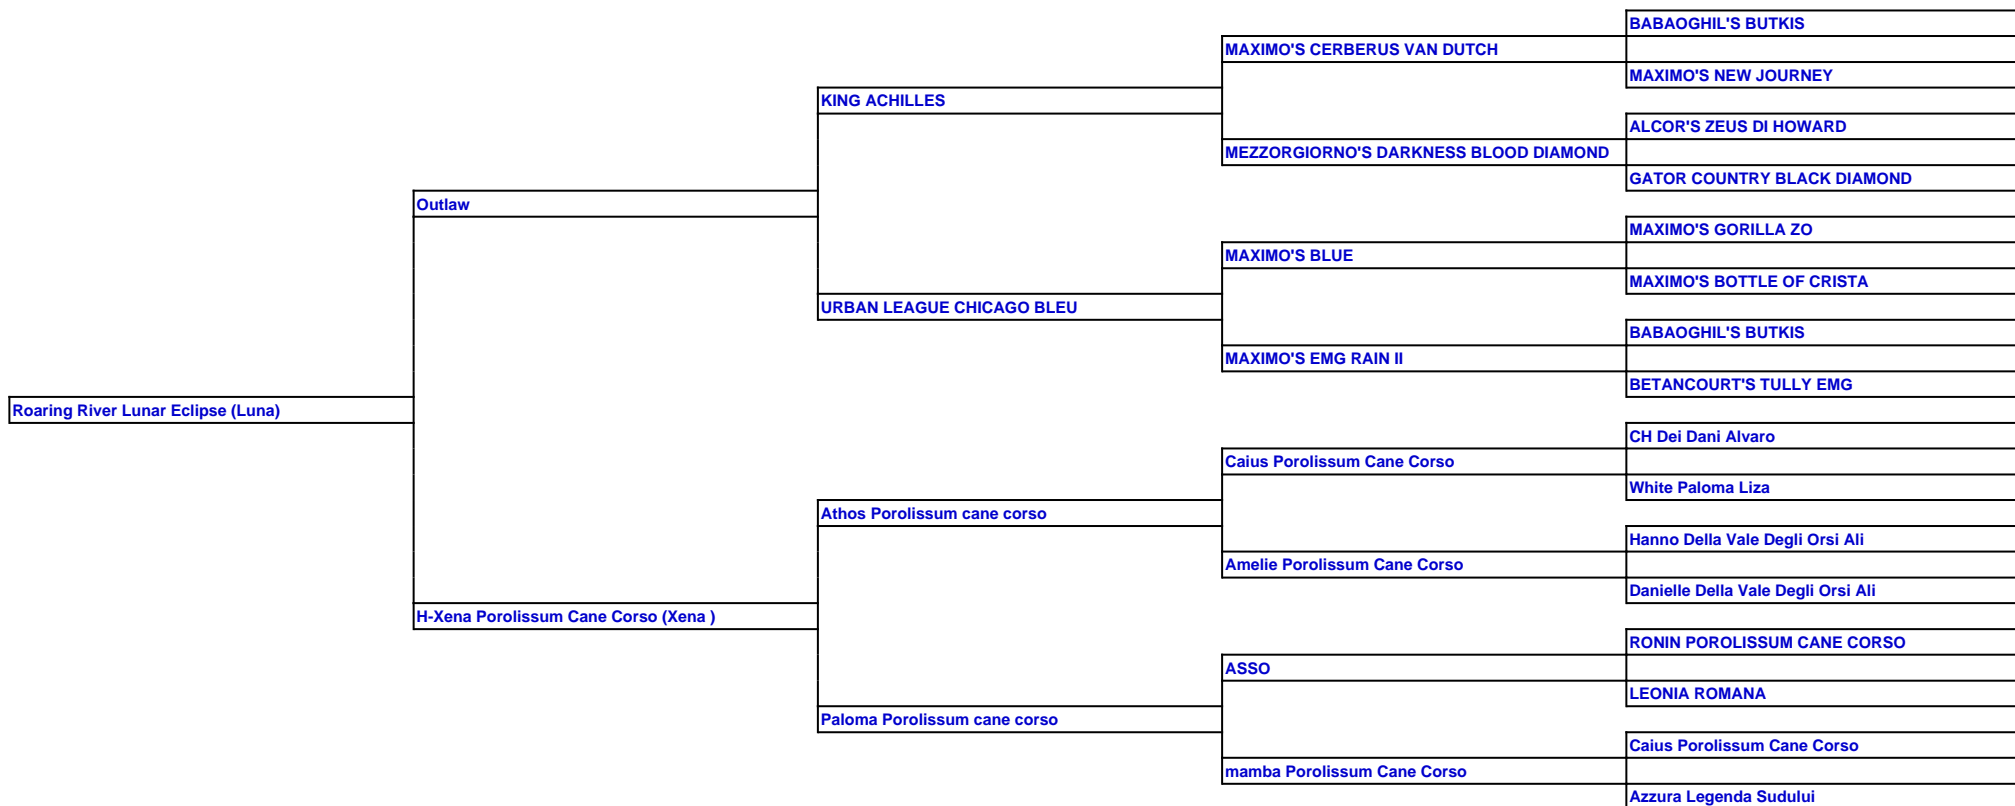 BABAOGHIL'S BUTKIS
MAXIMO'S CERBERUS VAN DUTCH
MAXIMO'S NEW JOURNEY
KING ACHILLES
ALCOR'S ZEUS DI HOWARD
MEZZORGIORNO'S DARKNESS BLOOD DIAMOND
GATOR COUNTRY BLACK DIAMOND
Outlaw
MAXIMO'S GORILLA ZO
MAXIMO'S BLUE
MAXIMO'S BOTTLE OF CRISTA
URBAN LEAGUE CHICAGO BLEU
BABAOGHIL'S BUTKIS
MAXIMO'S EMG RAIN II
BETANCOURT'S TULLY EMG
Roaring River Lunar Eclipse (Luna)
CH Dei Dani Alvaro
Caius Porolissum Cane Corso
White Paloma Liza
Athos Porolissum cane corso
Hanno Della Vale Degli Orsi Ali
Amelie Porolissum Cane Corso
Danielle Della Vale Degli Orsi Ali
H-Xena Porolissum Cane Corso (Xena )
RONIN POROLISSUM CANE CORSO
ASSO
LEONIA ROMANA
Paloma Porolissum cane corso
Caius Porolissum Cane Corso
mamba Porolissum Cane Corso
Azzura Legenda Sudului